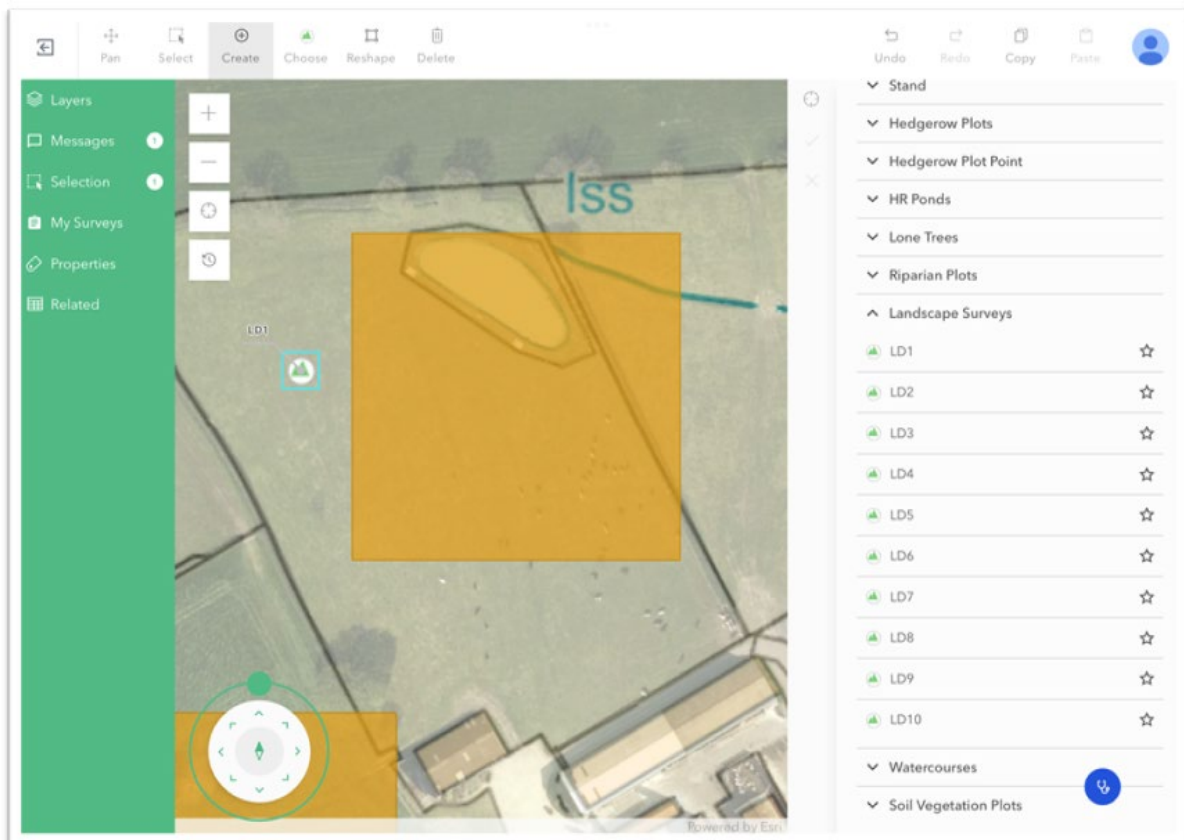 Pan
Select
Create
Choose
Reshape
Delete
Undo
Redo
Copy
Paste
Layers
Messages 1
Selection 1
My Surveys
Properties
Related
Iss
LD1
Powered by Esri
Stand
Hedgerow Plots
Hedgerow Plot Point
HR Ponds
Lone Trees
Riparian Plots
Landscape Surveys
LD1
LD2
LD3
LD4
LD5
LD6
LD7
LD8
LD9
LD10
Watercourses
Soil Vegetation Plots